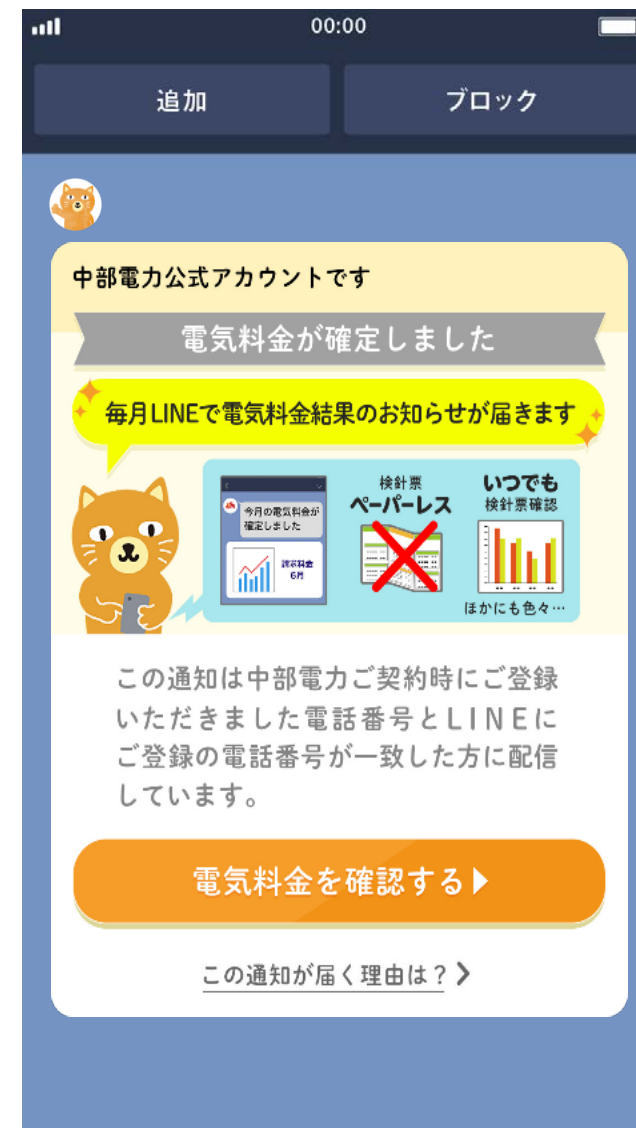 00:00
追加
ブロック
中部電力公式アカウントです
電気料金が確定しました
毎月LINEで電気料金結果のお知らせが届きます
今月の電気料金が
確定しました
請求料金
6月
検針票
ペーパーレス
いつでも
検針票確認
ほかにも色々…
この通知は中部電力ご契約時にご登録
いただきました電話番号とLINEに
ご登録の電話番号が一致した方に配信
しています。
電気料金を確認する
この通知が届く理由は？